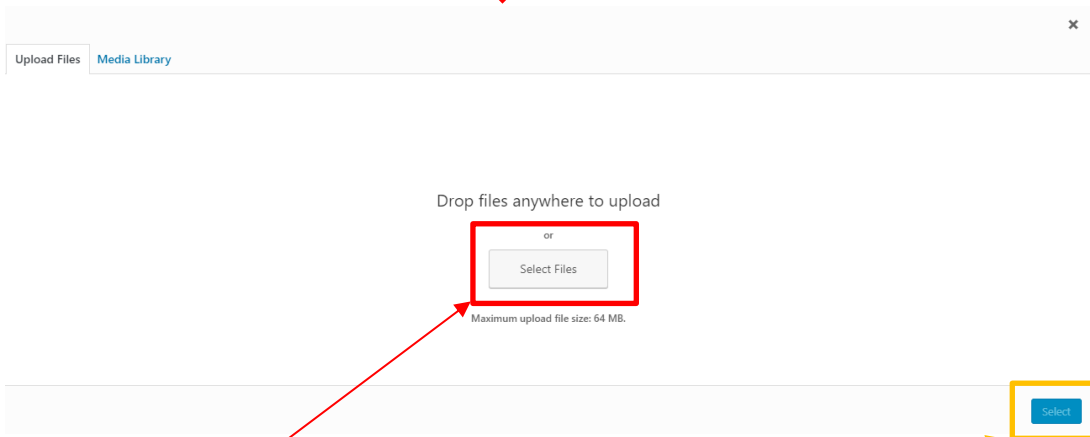 ×
Upload Files Media Library
Drop files anywhere to upload
or
Select Files
Maximum upload file size: 64 MB.
Select